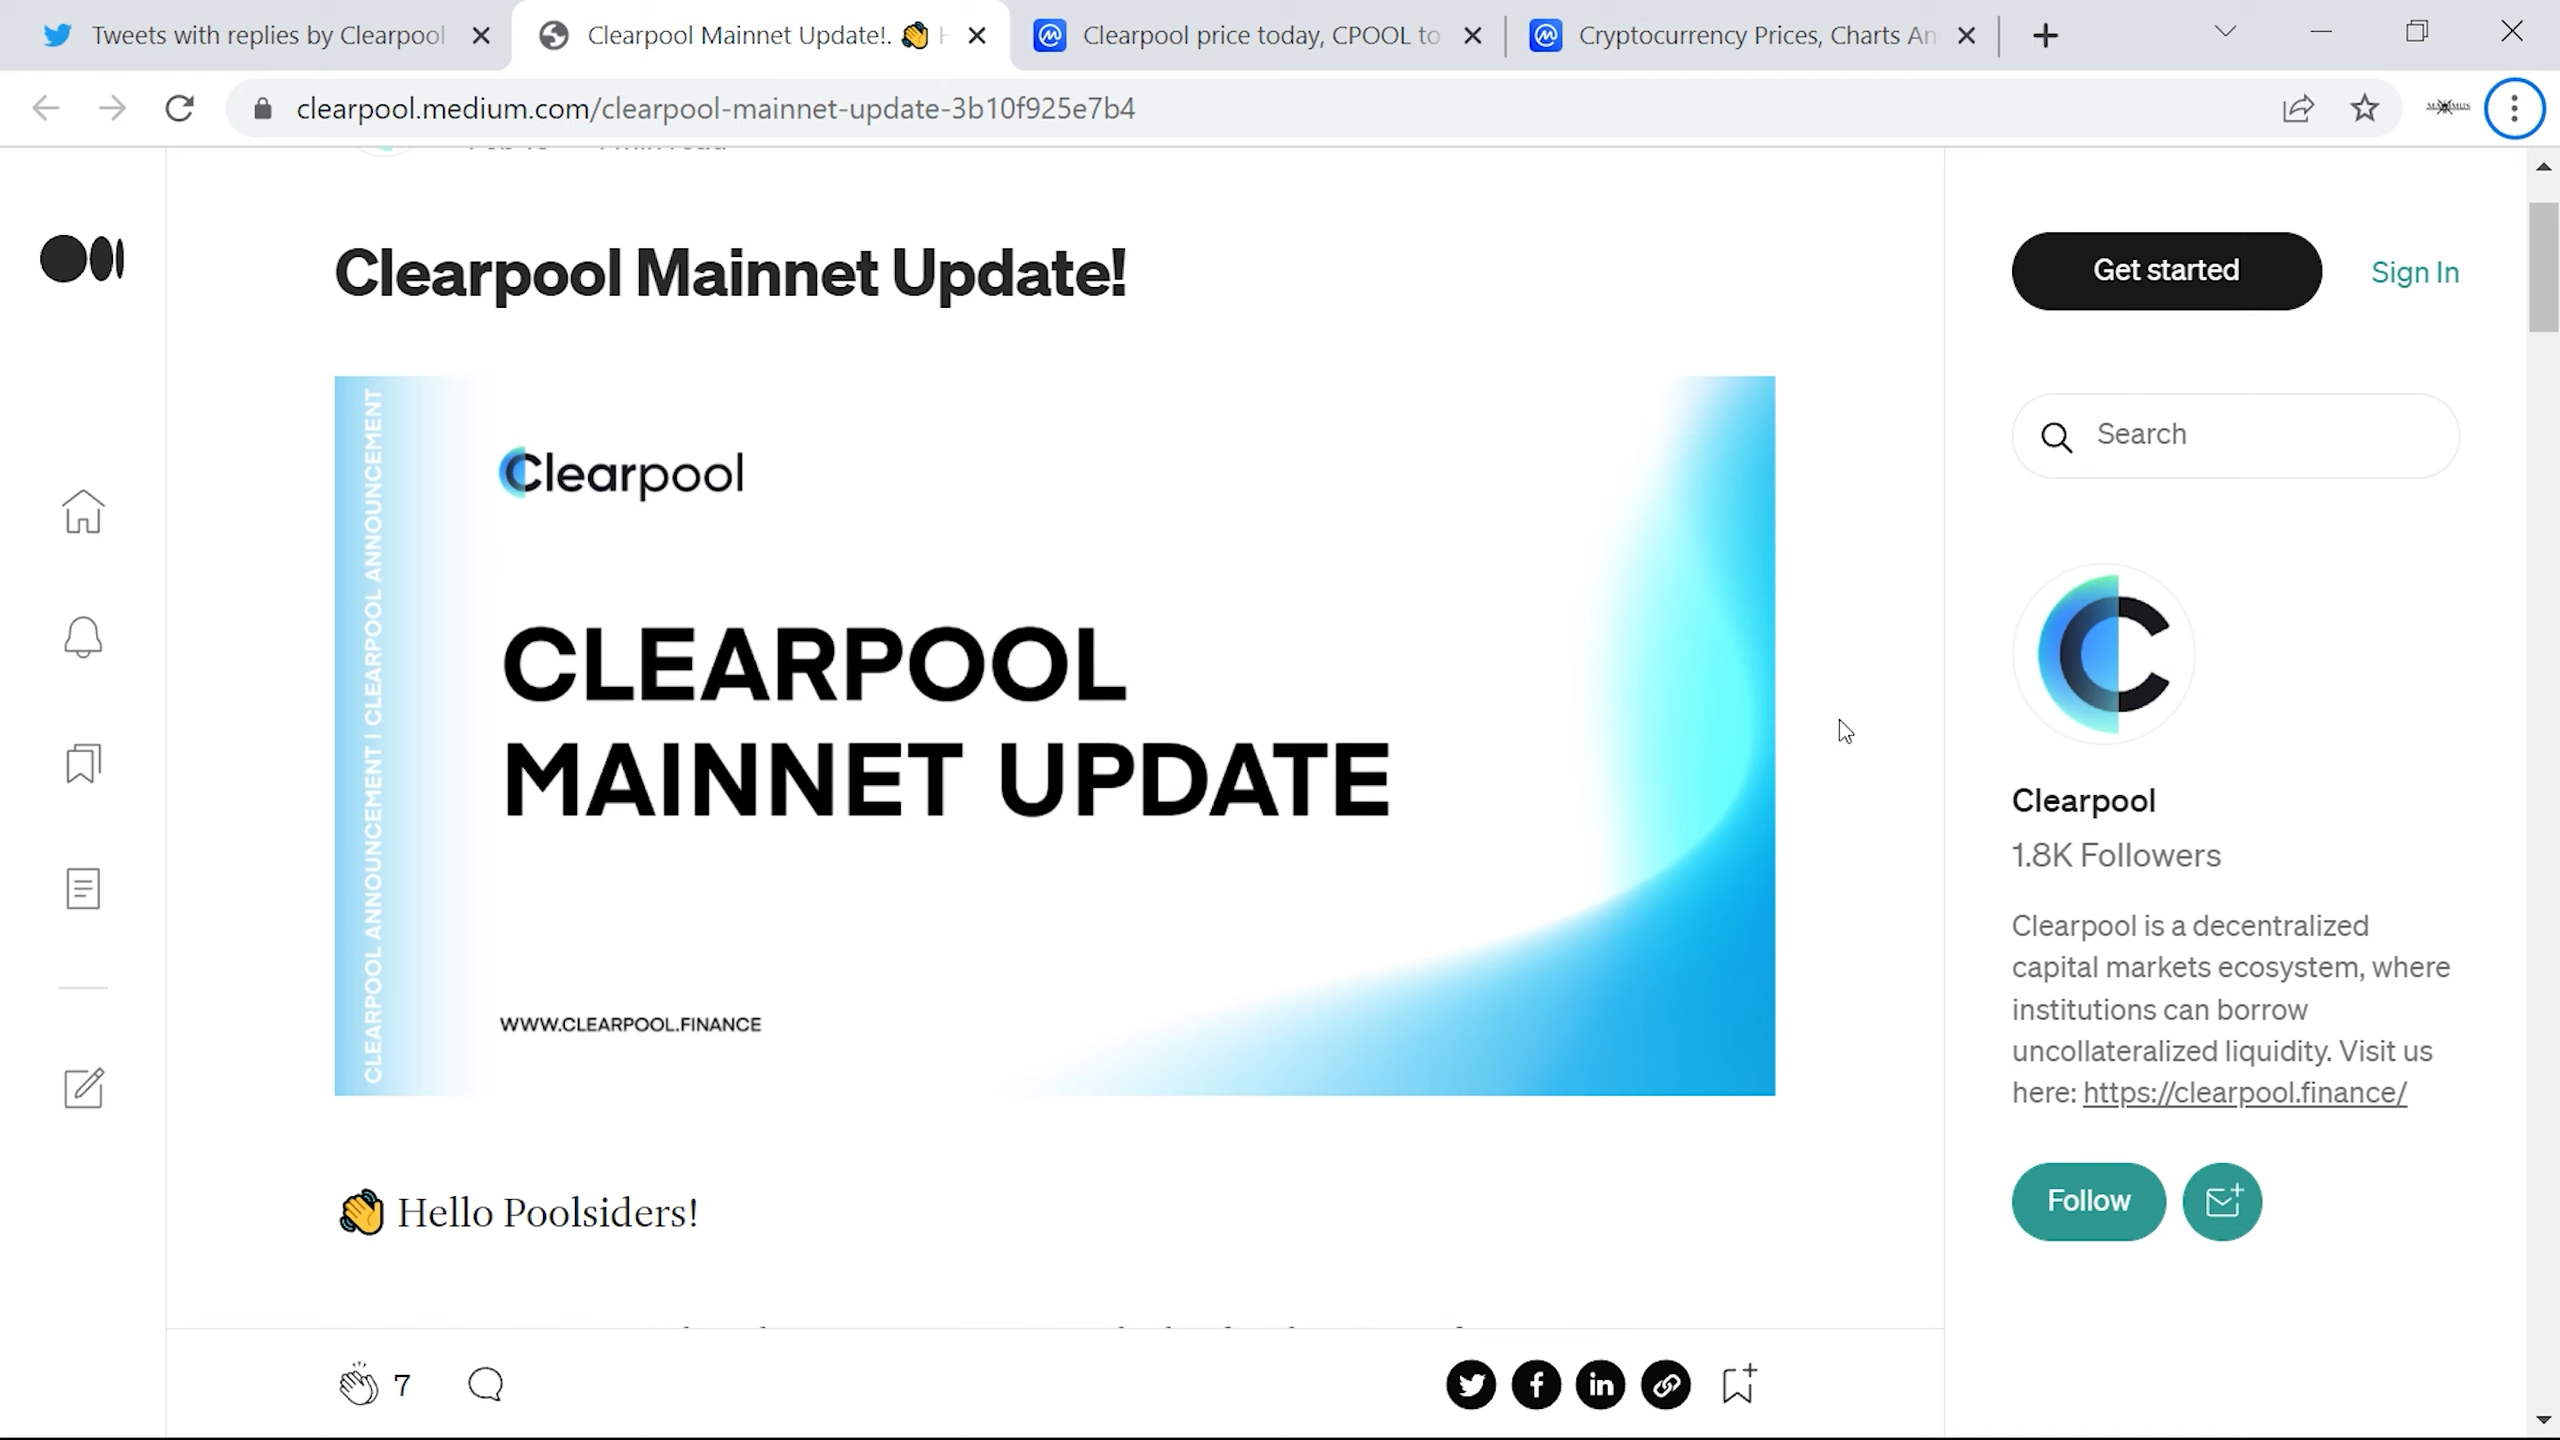 Tweets with replies by Clearpool
Clearpool Mainnet Update!. 👋 H
Clearpool price today, CPOOL to
Cryptocurrency Prices, Charts An
clearpool.medium.com/clearpool-mainnet-update-3b10f925e7b4
Clearpool Mainnet Update!
Get started
Sign In
Search
CLEARPOOL ANNOUNCEMENT | CLEARPOOL ANNOUNCEMENT
Clearpool
CLEARPOOL
MAINNET UPDATE
WWW.CLEARPOOL.FINANCE
Clearpool
1.8K Followers
Clearpool is a decentralized
capital markets ecosystem, where
institutions can borrow
uncollateralized liquidity. Visit us
here: https://clearpool.finance/
Follow
👋 Hello Poolsiders!
7